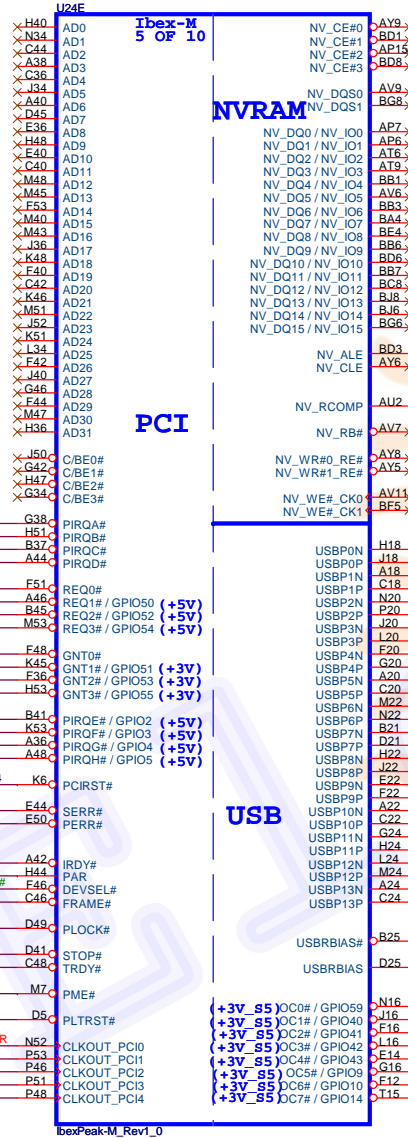 U24E
Ibex-M
5 OF 10
H40 AD0
N34 AD1
C44 AD2
A38 AD3
C36 AD4
J34 AD5
A40 AD6
D45 AD7
E36 AD8
H48 AD9
E40 AD10
C40 AD11
M48 AD12
M45 AD13
F53 AD14
M40 AD15
M43 AD16
J36 AD17
K48 AD18
F40 AD19
C42 AD20
K46 AD21
M51 AD22
J52 AD23
K51 AD24
L34 AD25
F42 AD26
J40 AD27
G46 AD28
F44 AD29
M47 AD30
H36 AD31
PCI
J50 C/BE0#
G42 C/BE1#
H47 C/BE2#
G34 C/BE3#
G38 PIRQA#
H51 PIRQB#
B37 PIRQC#
A44 PIRQD#
F51 REQ0#
A46 REQ1# / GPIO50 (+5V)
B45 REQ2# / GPIO52 (+5V)
M53 REQ3# / GPIO54 (+5V)
F48 GNT0#
K45 GNT1# / GPIO51 (+3V)
F36 GNT2# / GPIO53 (+3V)
H53 GNT3# / GPIO55 (+3V)
B41 PIRQE# / GPIO2 (+5V)
K53 PIRQF# / GPIO3 (+5V)
A36 PIRQG# / GPIO4 (+5V)
A48 PIRQH# / GPIO5 (+5V)
K6 PCIRST#
E44 SERR#
E50 PERR#
A42 IRDY#
H44 PAR
F46 DEVSEL#
C46 FRAME#
D49 PLOCK#
D41 STOP#
C48 TRDY#
M7 PME#
D5 PLTRST#
N52 CLKOUT_PCI0
P53 CLKOUT_PCI1
P46 CLKOUT_PCI2
P51 CLKOUT_PCI3
P48 CLKOUT_PCI4
#
R
NV_CE#0 AY9
NV_CE#1 BD1
NV_CE#2 AP15
NV_CE#3 BD8
NV_DQS0 AV9
NV_DQS1 BG8
NVRAM
NV_DQ0 / NV_IO0 AP7
NV_DQ1 / NV_IO1 AP6
NV_DQ2 / NV_IO2 AT6
NV_DQ3 / NV_IO3 AT9
NV_DQ4 / NV_IO4 BB1
NV_DQ5 / NV_IO5 AV6
NV_DQ6 / NV_IO6 BB3
NV_DQ7 / NV_IO7 BA4
NV_DQ8 / NV_IO8 BE4
NV_DQ9 / NV_IO9 BB6
NV_DQ10 / NV_IO10 BD6
NV_DQ11 / NV_IO11 BB7
NV_DQ12 / NV_IO12 BC8
NV_DQ13 / NV_IO13 BJ8
NV_DQ14 / NV_IO14 BJ6
NV_DQ15 / NV_IO15 BG6
NV_ALE BD3
NV_CLE AY6
NV_RCOMP AU2
NV_RB# AV7
NV_WR#0_RE# AY8
NV_WR#1_RE# AY5
NV_WE#_CK0 AV11
NV_WE#_CK1 BF5
USBP0N H18
USBP0P J18
USBP1N A18
USBP1P C18
USBP2N N20
USBP2P P20
USBP3N J20
USBP3P L20
USBP4N F20
USBP4P G20
USBP5N A20
USBP5P C20
USBP6N M22
USBP6P N22
USBP7N B21
USBP7P D21
USBP8N H22
USBP8P J22
USBP9N E22
USBP9P F22
USBP10N A22
USBP10P C22
USBP11N G24
USBP11P H24
USBP12N L24
USBP12P M24
USBP13N A24
USBP13P C24
USB
USBRBIAS# B25
USBRBIAS D25
(+3V_S5) OC0# / GPIO59 N16
(+3V_S5) OC1# / GPIO40 J16
(+3V_S5) OC2# / GPIO41 F16
(+3V_S5) OC3# / GPIO42 L16
(+3V_S5) OC4# / GPIO43 E14
(+3V_S5) OC5# / GPIO9 G16
(+3V_S5) OC6# / GPIO10 F12
(+3V_S5) OC7# / GPIO14 T15
IbexPeak-M_Rev1_0